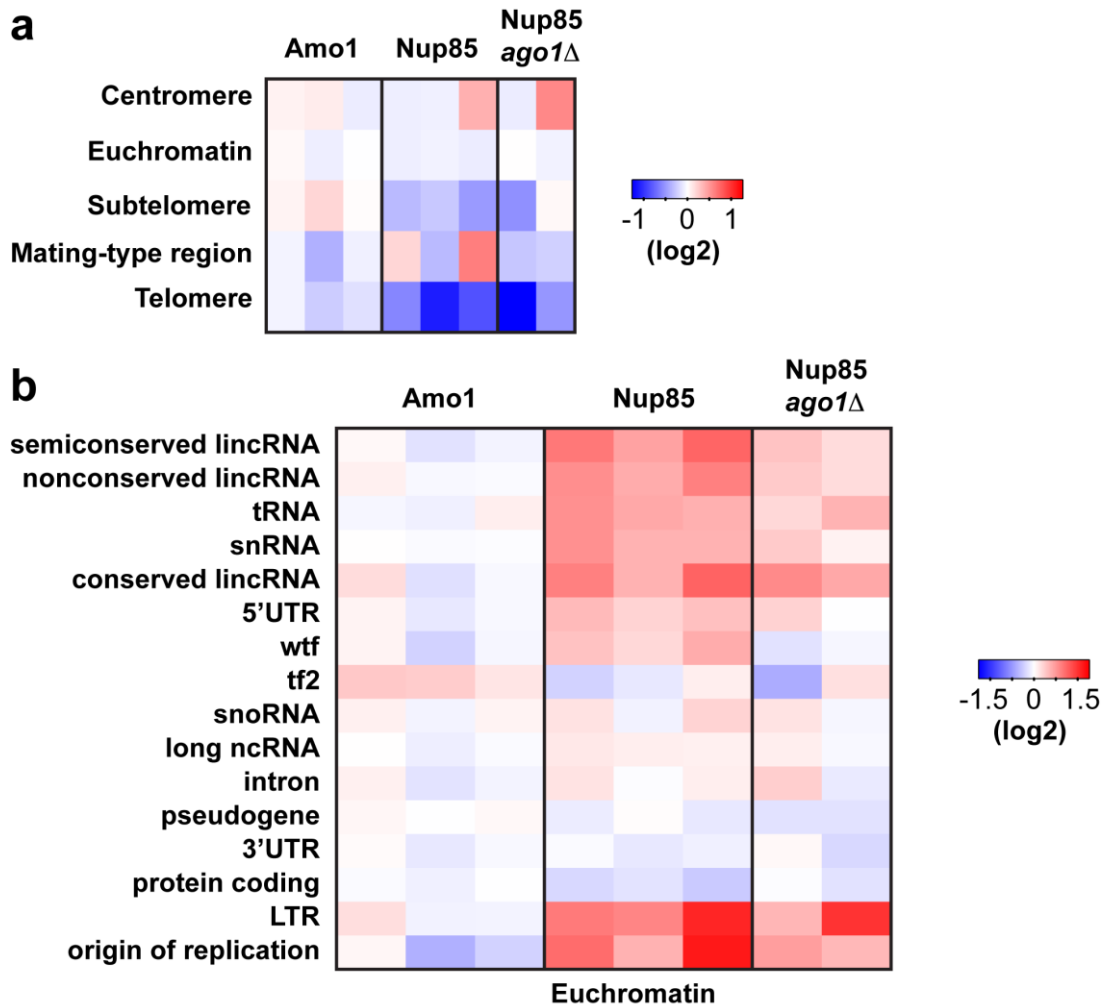 a
Amo1 Nup85 Nup85
ago1Δ
Centromere
Euchromatin
Subtelomere
Mating-type region
Telomere
-1 0 1
(log2)
b
Amo1 Nup85 Nup85
ago1Δ
semiconserved lincRNA
nonconserved lincRNA
tRNA
snRNA
conserved lincRNA
5’UTR
wtf
tf2
snoRNA
long ncRNA
intron
pseudogene
3’UTR
protein coding
LTR
origin of replication
-1.5 0 1.5
(log2)
Euchromatin